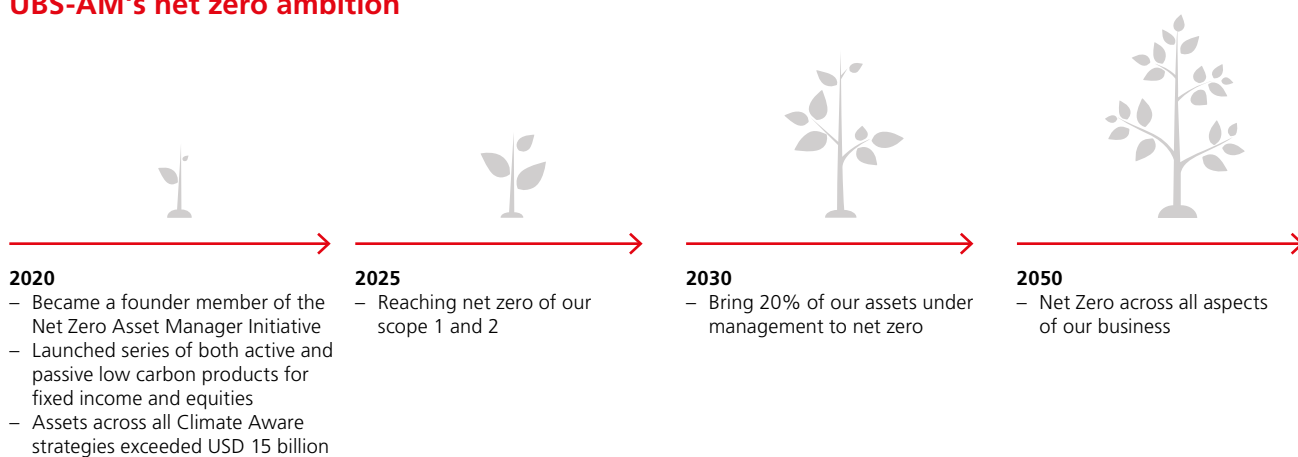 UBS-AM's net zero ambition
2020
– Became a founder member of the
Net Zero Asset Manager Initiative
– Launched series of both active and
passive low carbon products for
fixed income and equities
– Assets across all Climate Aware
strategies exceeded USD 15 billion
2025
– Reaching net zero of our
scope 1 and 2
2030
– Bring 20% of our assets under
management to net zero
2050
– Net Zero across all aspects
of our business